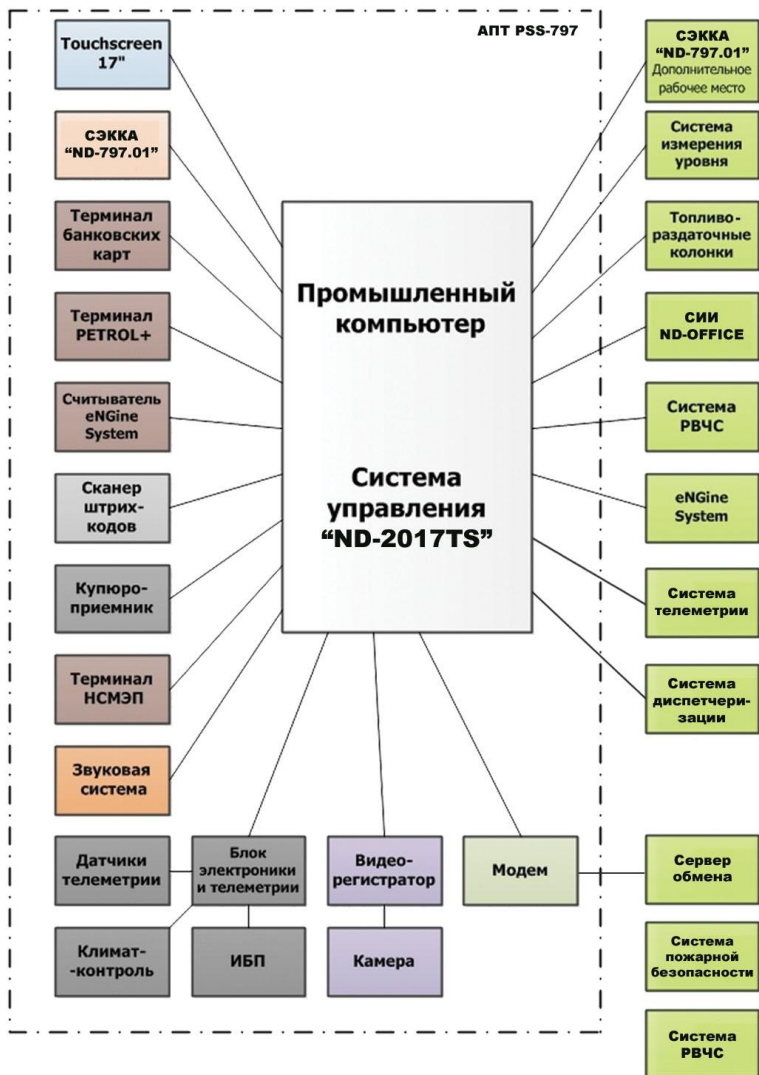 АПТ PSS-797
Touchscreen
17"
СЭККА
“ND-797.01”
Терминал
банковских
карт
Терминал
PETROL+
Считыватель
eNGine
System
Сканер
штрих-
кодов
Купюро-
приемник
Терминал
НСМЭП
Звуковая
система
Датчики
телеметрии
Блок
электроники
и телеметрии
Видео-
регистратор
Модем
Климат-
-контроль
ИБП
Камера
Промышленный
компьютер
Система
управления
“ND-2017TS”
СЭККА
“ND-797.01”
Дополнительное
рабочее место
Система
измерения
уровня
Топливо-
раздаточные
колонки
СИИ
ND-OFFICE
Система
РВЧС
eNGine
System
Система
телеметрии
Система
диспетчери-
зации
Сервер
обмена
Система
пожарной
безопасности
Система
РВЧС